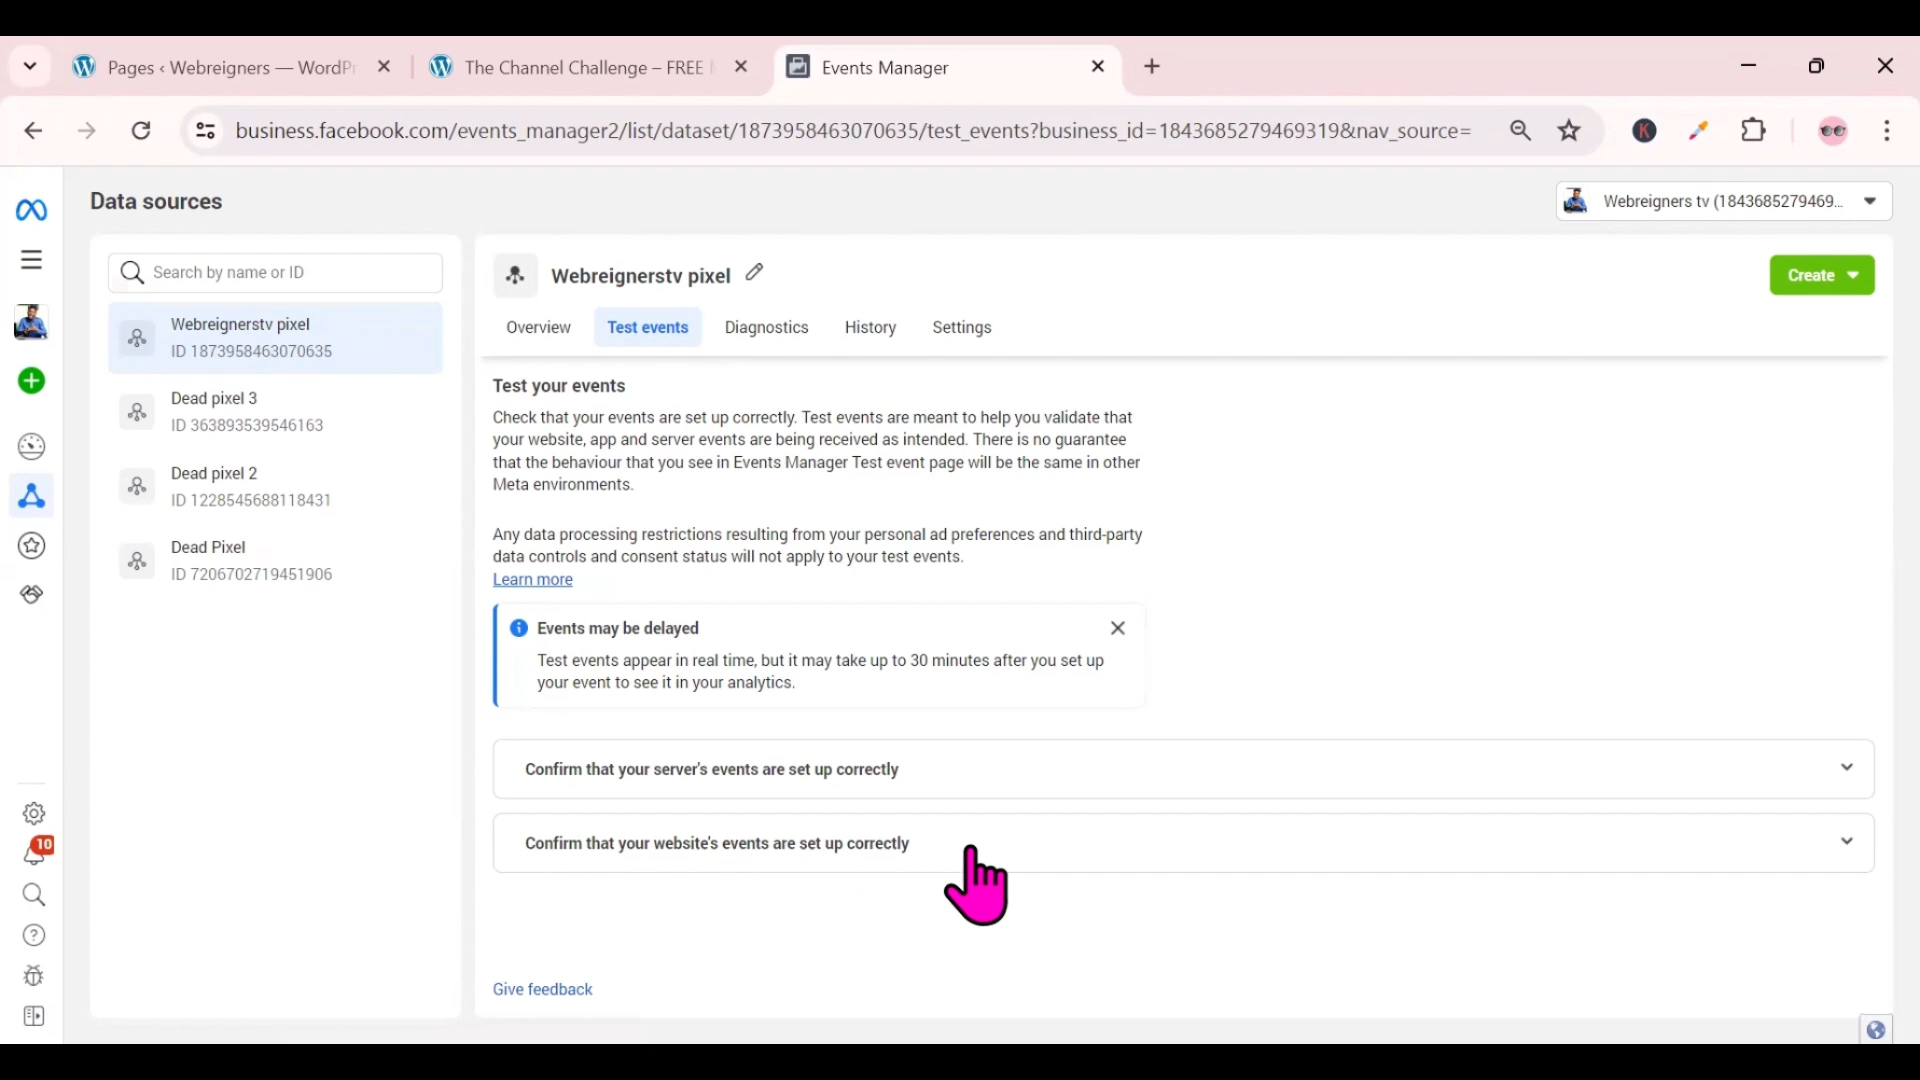 Pages ‹ Webreigners — WordPr
The Channel Challenge – FREE
Events Manager
business.facebook.com/events_manager2/list/dataset/1873958463070635/test_events?business_id=1843685279469319&nav_source=
K
Data sources
Webreigners tv (1843685279469...
Search by name or ID
Webreignerstv pixel
ID 1873958463070635
Dead pixel 3
ID 363893539546163
Dead pixel 2
ID 1228545688118431
Dead Pixel
ID 7206702719451906
10
Webreignerstv pixel
Create
Overview
Test events
Diagnostics
History
Settings
Test your events
Check that your events are set up correctly. Test events are meant to help you validate that
your website, app and server events are being received as intended. There is no guarantee
that the behaviour that you see in Events Manager Test event page will be the same in other
Meta environments.
Any data processing restrictions resulting from your personal ad preferences and third-party
data controls and consent status will not apply to your test events.
Learn more
Events may be delayed
Test events appear in real time, but it may take up to 30 minutes after you set up
your event to see it in your analytics.
Confirm that your server's events are set up correctly
Confirm that your website's events are set up correctly
Give feedback